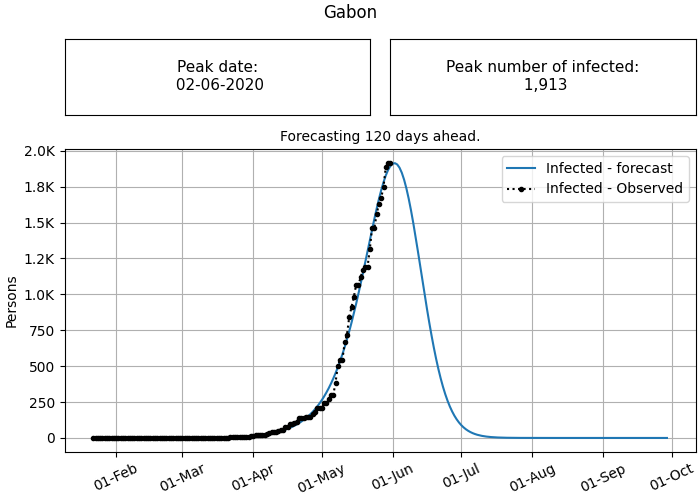 Gabon
Peak date:
02-06-2020
Peak number of infected:
1,913
Forecasting 120 days ahead.
Infected - forecast
Infected - Observed
Persons
2.0K
1.8K
1.5K
1.2K
1.0K
750
500
250
0
01-Feb
01-Mar
01-Apr
01-May
01-Jun
01-Jul
01-Aug
01-Sep
01-Oct